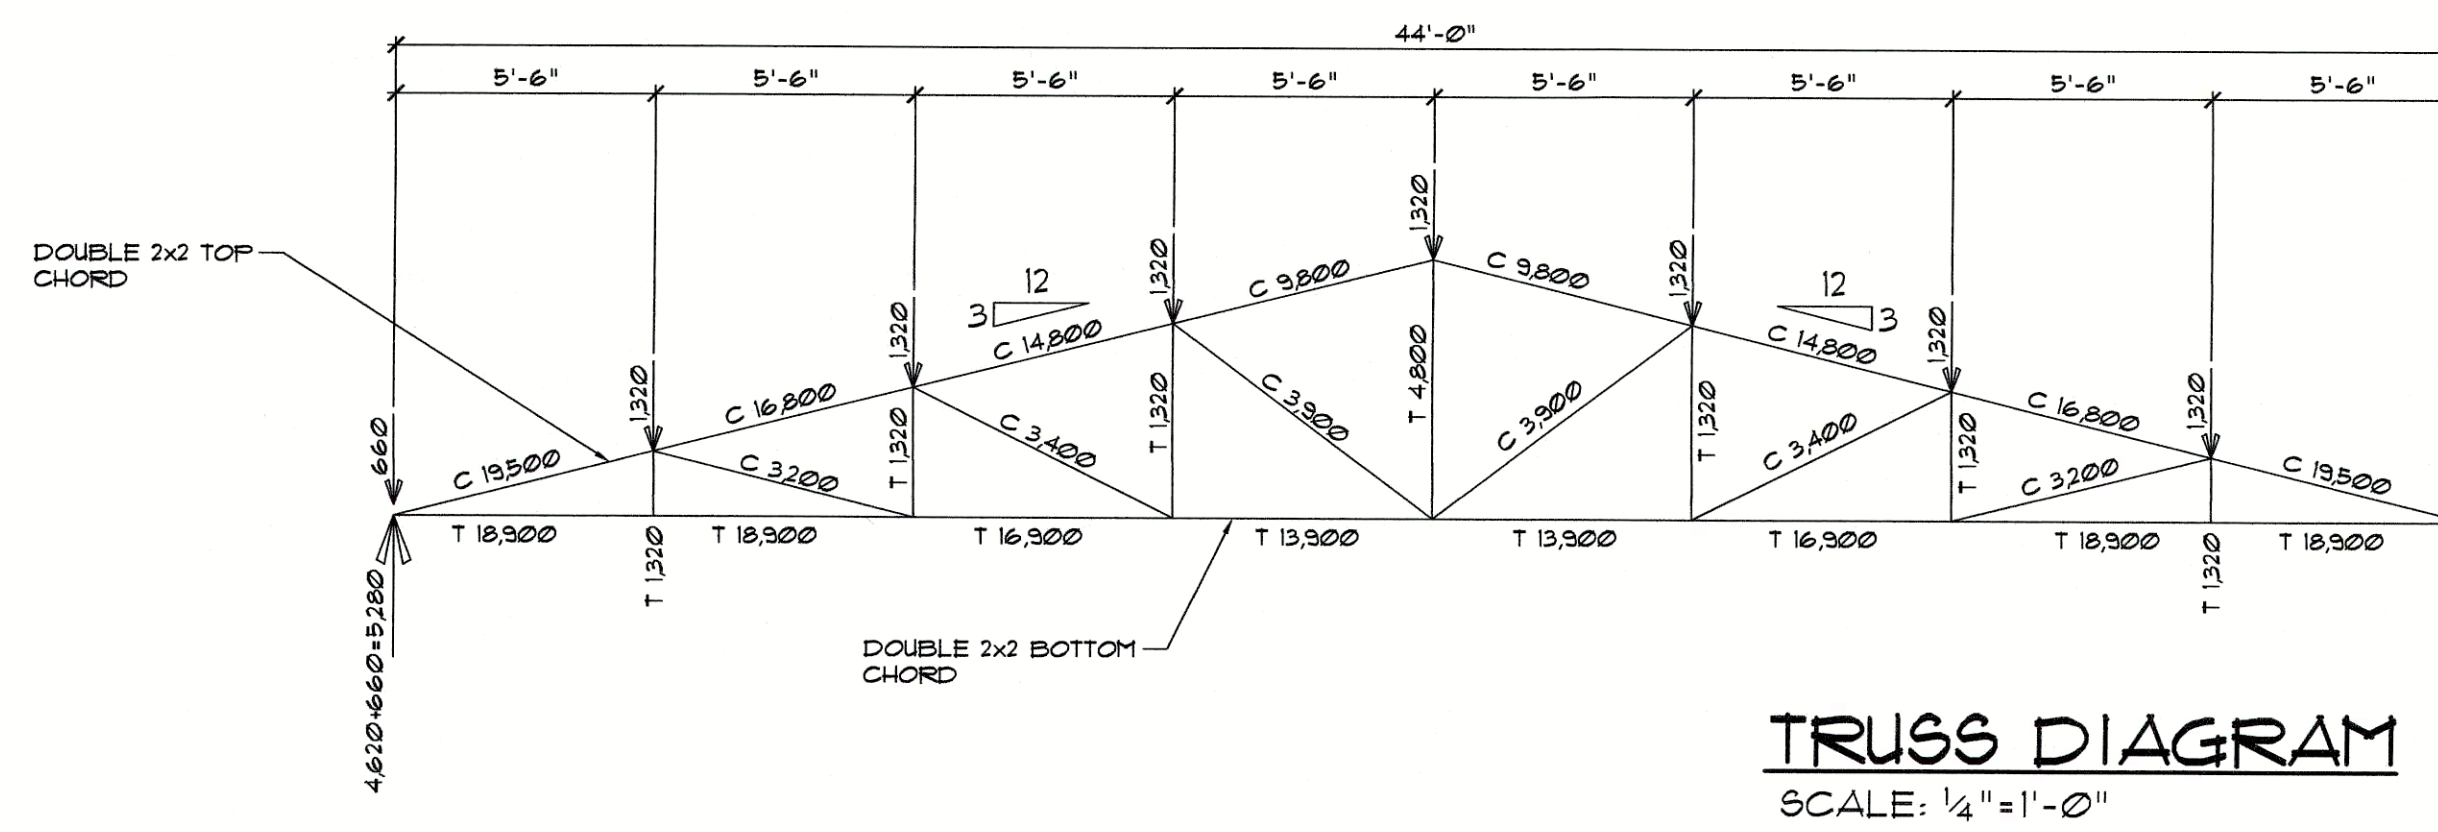 44'-0"
5'-6" 5'-6" 5'-6" 5'-6" 5'-6" 5'-6" 5'-6" 5'-6"
DOUBLE 2x2 TOP
CHORD
660
1,320
1,320
1,320
1,320
1,320
1,320
1,320
12
3
12
3
C 19,500
C 16,800
C 14,800
C 9,800
C 9,800
C 14,800
C 16,800
C 19,500
C 3,200
T 1,320
C 3,400
T 1,320
C 3,900
T 4,800
C 3,900
T 1,320
C 3,400
T 1,320
C 3,200
T 18,900
T 18,900
T 16,900
T 13,900
T 13,900
T 16,900
T 18,900
T 18,900
T 1,320
T 1,320
4,620+660=5,280
DOUBLE 2x2 BOTTOM
CHORD
TRUSS DIAGRAM
SCALE: 1/4"=1'-0"